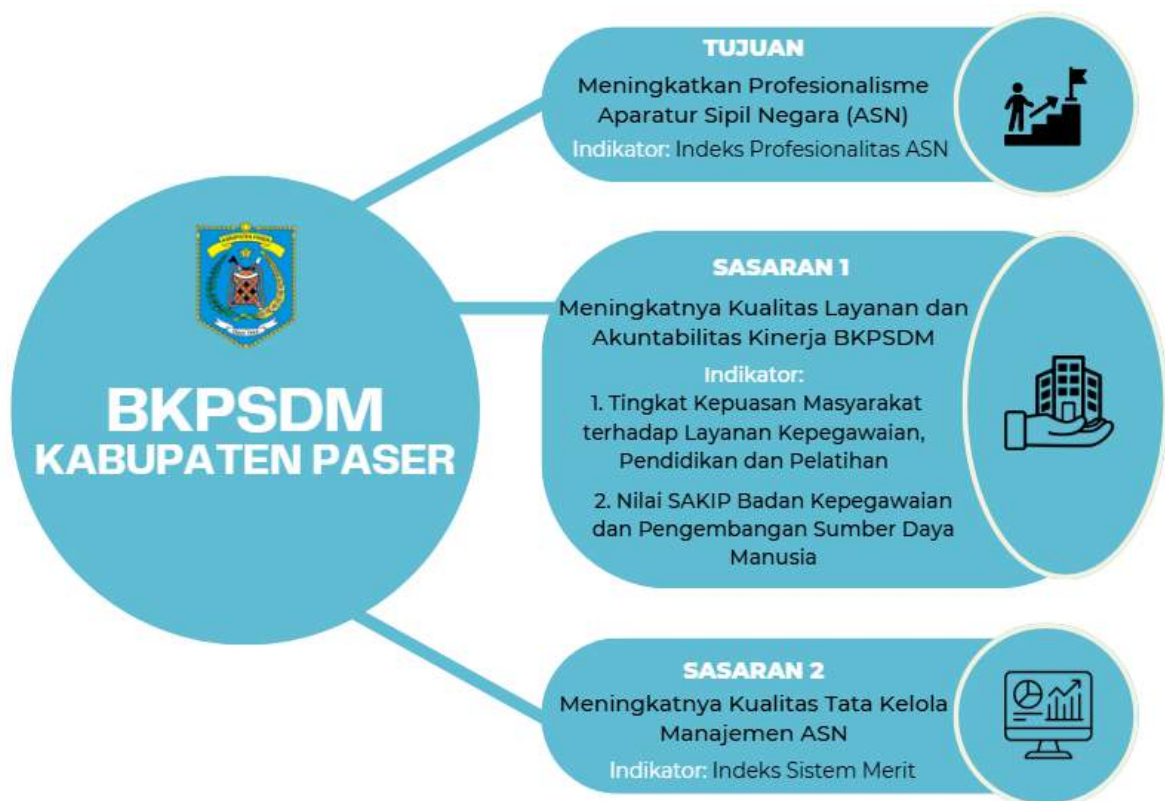 TUJUAN
Meningkatkan Profesionalisme
Aparatur Sipil Negara (ASN)
Indikator: Indeks Profesionalitas ASN
KABUPATEN PASER
BKPSDM
KABUPATEN PASER
SASARAN 1
Meningkatnya Kualitas Layanan dan
Akuntabilitas Kinerja BKPSDM
Indikator:
1. Tingkat Kepuasan Masyarakat
terhadap Layanan Kepegawaian,
Pendidikan dan Pelatihan
2. Nilai SAKIP Badan Kepegawaian
dan Pengembangan Sumber Daya
Manusia
SASARAN 2
Meningkatnya Kualitas Tata Kelola
Manajemen ASN
Indikator: Indeks Sistem Merit